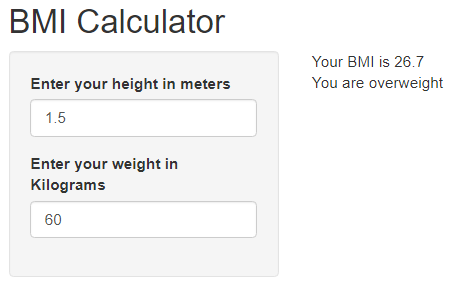 BMI Calculator
Enter your height in meters
1.5
Enter your weight in
Kilograms
60
Your BMI is 26.7
You are overweight